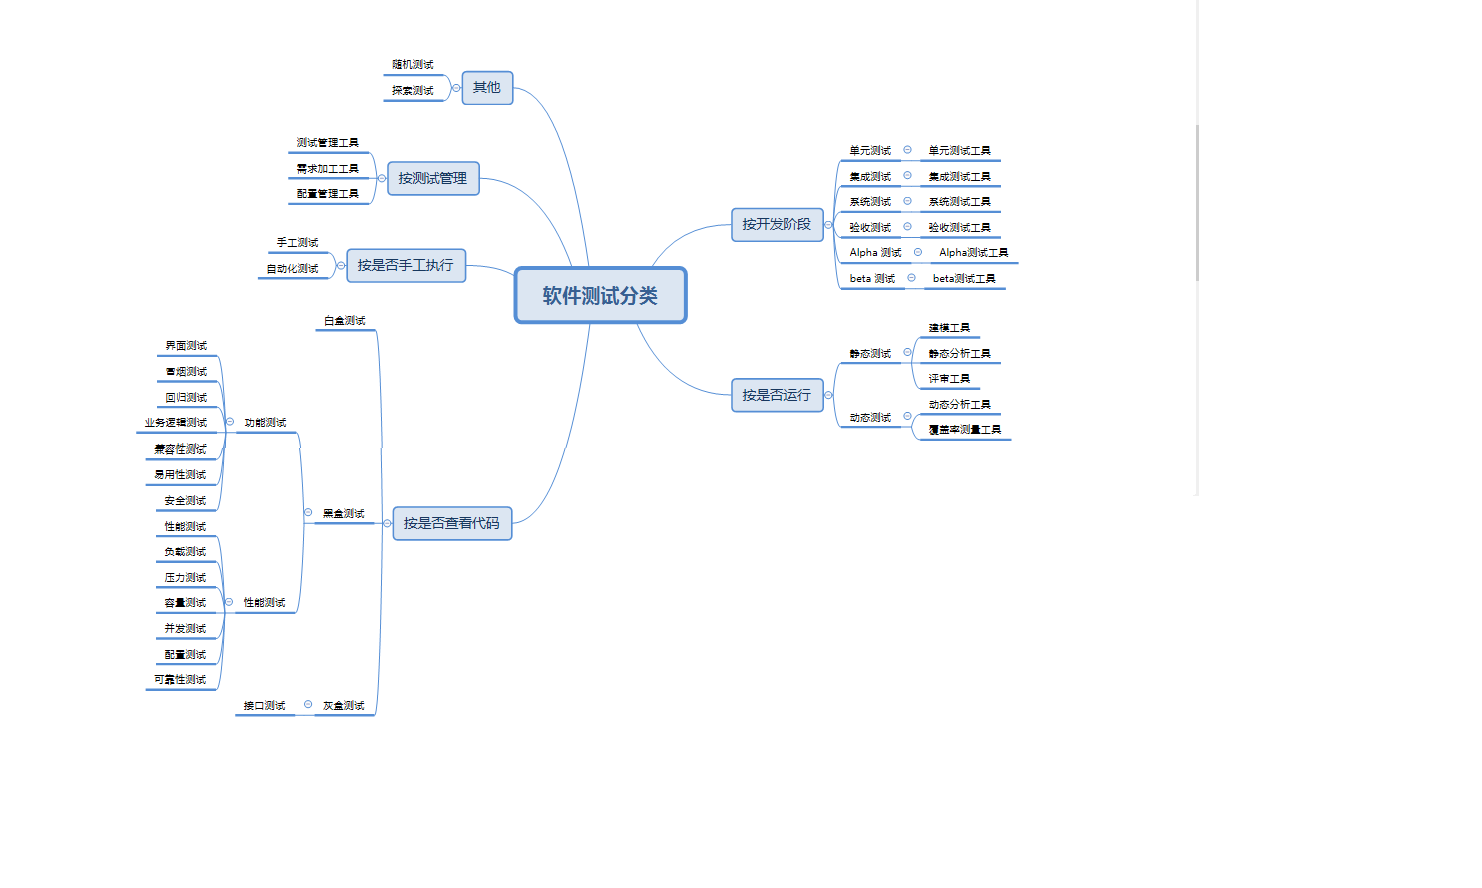 软件测试分类
按开发阶段
单元测试
单元测试工具
集成测试
集成测试工具
系统测试
系统测试工具
验收测试
验收测试工具
Alpha 测试
Alpha测试工具
beta 测试
beta测试工具
按是否运行
静态测试
建模工具
静态分析工具
评审工具
动态测试
动态分析工具
覆盖率测量工具
其他
随机测试
探索测试
按测试管理
测试管理工具
需求加工工具
配置管理工具
按是否手工执行
手工测试
自动化测试
按是否查看代码
白盒测试
黑盒测试
功能测试
界面测试
冒烟测试
回归测试
业务逻辑测试
兼容性测试
易用性测试
安全测试
性能测试
性能测试
负载测试
压力测试
容量测试
并发测试
配置测试
可靠性测试
灰盒测试
接口测试